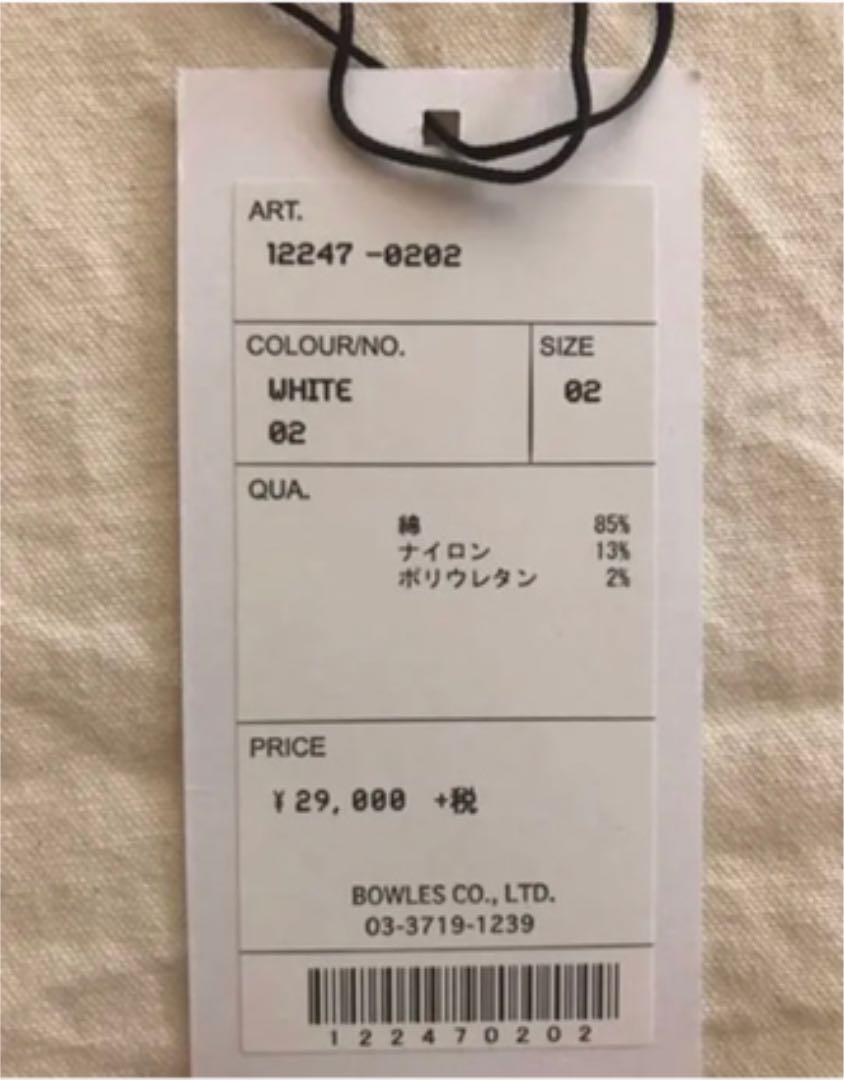 ART.
12247 -0202
COLOUR/NO.
WHITE
02
SIZE
02
QUA.
綿 85%
ナイロン 13%
ポリウレタン 2%
PRICE
¥29,000 +税
BOWLES CO., LTD.
03-3719-1239
122470202